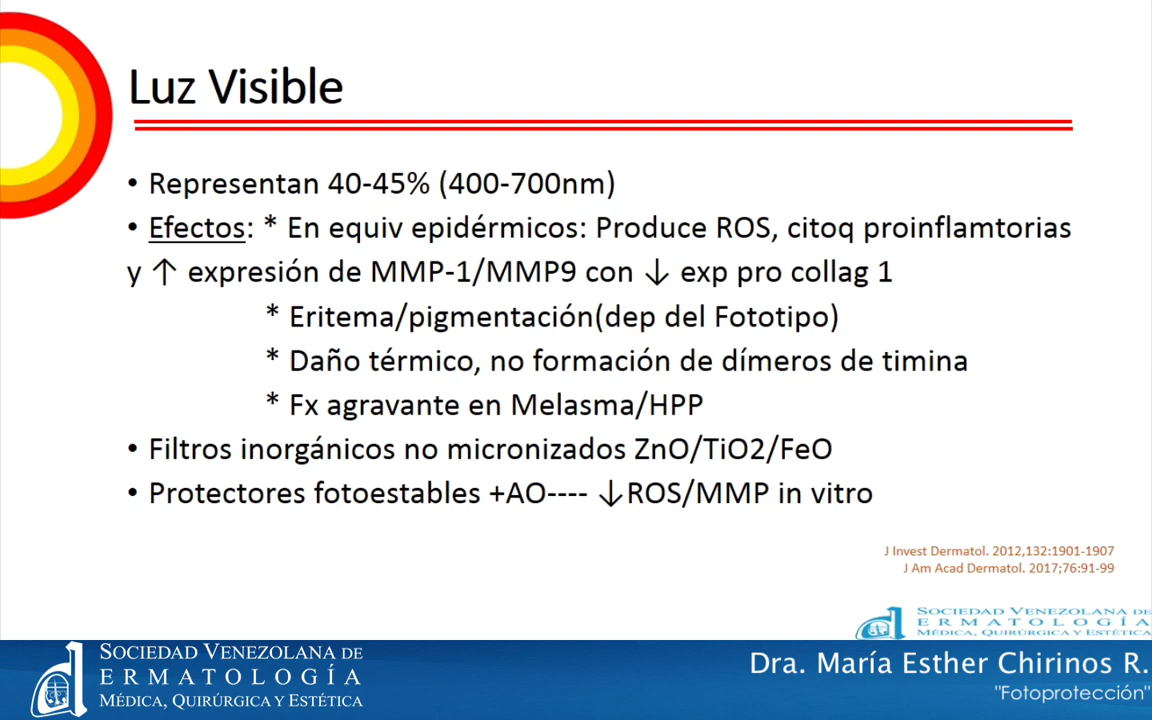 Luz Visible
• Representan 40-45% (400-700nm)
• Efectos: * En equiv epidérmicos: Produce ROS, citoq proinflamtorias
y ↑ expresión de MMP-1/MMP9 con ↓ exp pro collag 1
* Eritema/pigmentación(dep del Fototipo)
* Daño térmico, no formación de dímeros de timina
* Fx agravante en Melasma/HPP
• Filtros inorgánicos no micronizados ZnO/TiO2/FeO
• Protectores fotoestables +AO---- ↓ROS/MMP in vitro
J Invest Dermatol. 2012,132:1901-1907
J Am Acad Dermatol. 2017;76:91-99
SOCIEDAD VENEZOLANA DE
d ERMATOLOGÍA
MÉDICA, QUIRÚRGICA Y ESTÉTICA
SOCIEDAD VENEZOLANA DE
d ERMATOLOGÍA
MÉDICA, QUIRÚRGICA Y ESTÉTICA
Dra. María Esther Chirinos R.
"Fotoprotección"